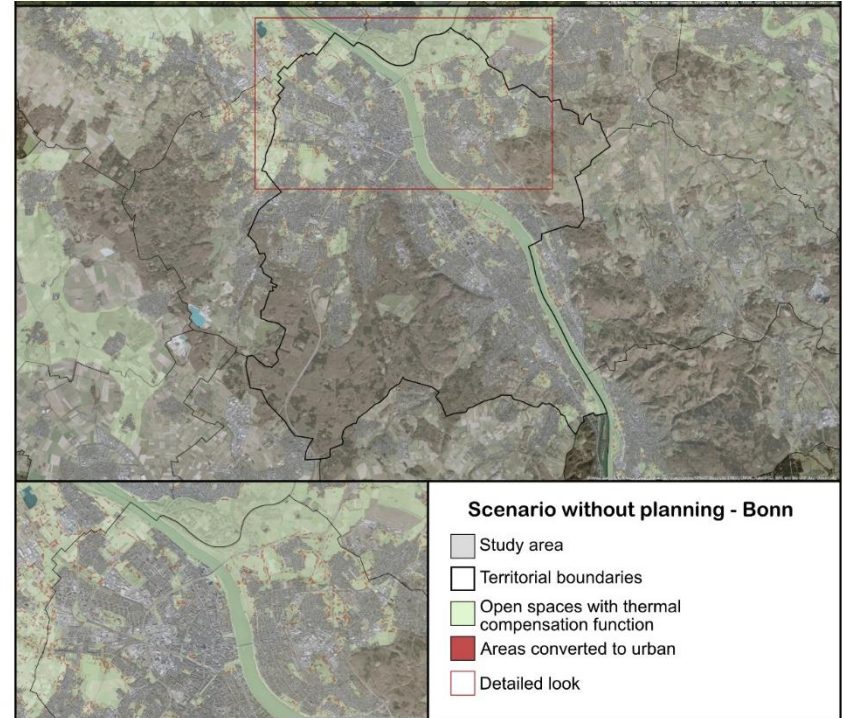 Scenario without planning - Bonn
Study area
Territorial boundaries
Open spaces with thermal
compensation function
Areas converted to urban
Detailed look